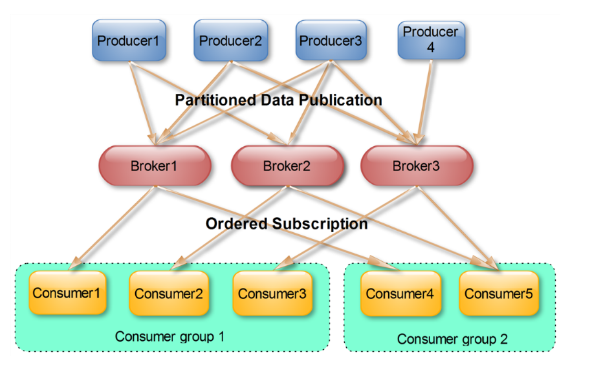 Producer1
Producer2
Producer3
Producer
4
Partitioned Data Publication
Broker1
Broker2
Broker3
Ordered Subscription
Consumer1
Consumer2
Consumer3
Consumer4
Consumer5
Consumer group 1
Consumer group 2